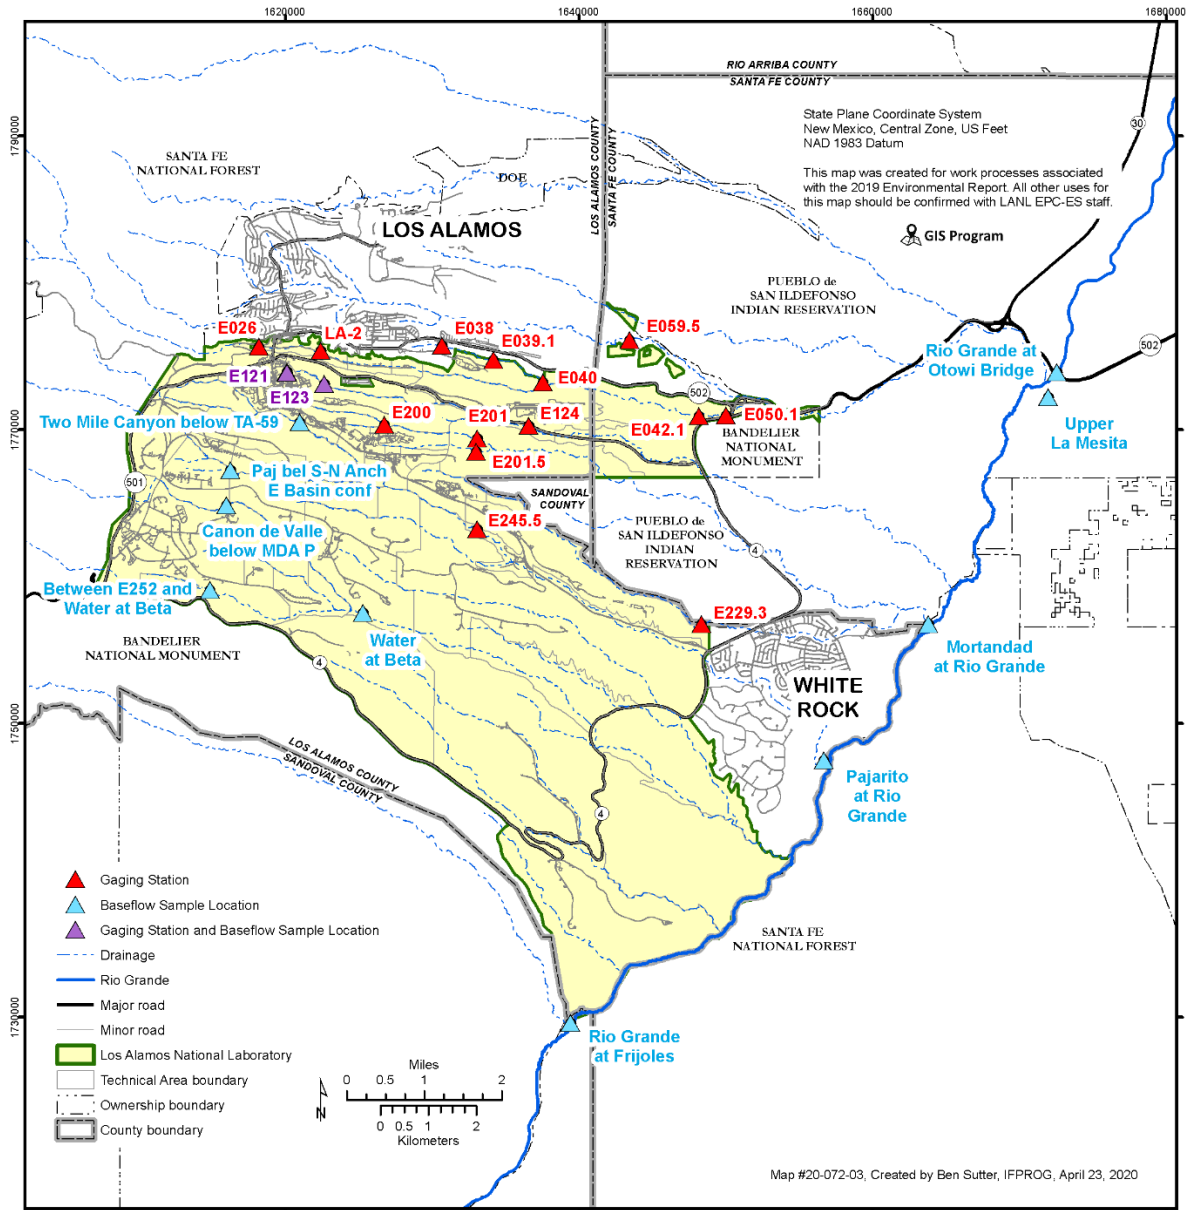 1620000
1640000
1660000
1680000
RIO ARRIBA COUNTY
SANTA FE COUNTY
State Plane Coordinate System
New Mexico, Central Zone, US Feet
NAD 1983 Datum
30
1790000
SANTA FE
NATIONAL FOREST
DOE
LOS ALAMOS COUNTY
SANTA FE COUNTY
This map was created for work processes associated
with the 2019 Environmental Report. All other uses for
this map should be confirmed with LANL EPC-ES staff.
GIS Program
LOS ALAMOS
PUEBLO de
SAN ILDEFONSO
INDIAN RESERVATION
E026
LA-2
E038
E039.1
E059.5
Rio Grande at
Otowi Bridge
502
E121
E123
E040
502
Two Mile Canyon below TA-59
E200
E201
E124
E042.1
E050.1
Upper
La Mesita
1770000
BANDELIER
NATIONAL
MONUMENT
E201.5
Paj bel S-N Anch
E Basin conf
501
SANDOVAL
COUNTY
Canon de Valle
below MDA P
E245.5
PUEBLO de
SAN ILDEFONSO
INDIAN
RESERVATION
4
Between E252 and
Water at Beta
E229.3
BANDELIER
NATIONAL MONUMENT
Water
at Beta
4
Mortandad
at Rio Grande
WHITE
ROCK
1750000
LOS ALAMOS COUNTY
SANDOVAL COUNTY
Pajarito
at Rio
Grande
4
Gaging Station
Baseflow Sample Location
Gaging Station and Baseflow Sample Location
Drainage
Rio Grande
Major road
Minor road
Los Alamos National Laboratory
Technical Area boundary
Ownership boundary
County boundary
SANTA FE
NATIONAL FOREST
1730000
Rio Grande
at Frijoles
N
Miles
0 0.5 1 2
0 0.5 1 2
Kilometers
Map #20-072-03, Created by Ben Sutter, IFPROG, April 23, 2020